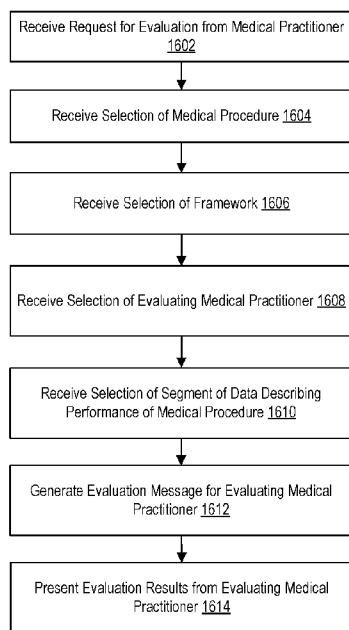 Receive Request for Evaluation from Medical Practitioner
1602
Receive Selection of Medical Procedure 1604
Receive Selection of Framework 1606
Receive Selection of Evaluating Medical Practitioner 1608
Receive Selection of Segment of Data Describing
Performance of Medical Procedure 1610
Generate Evaluation Message for Evaluating Medical
Practitioner 1612
Present Evaluation Results from Evaluating Medical
Practitioner 1614